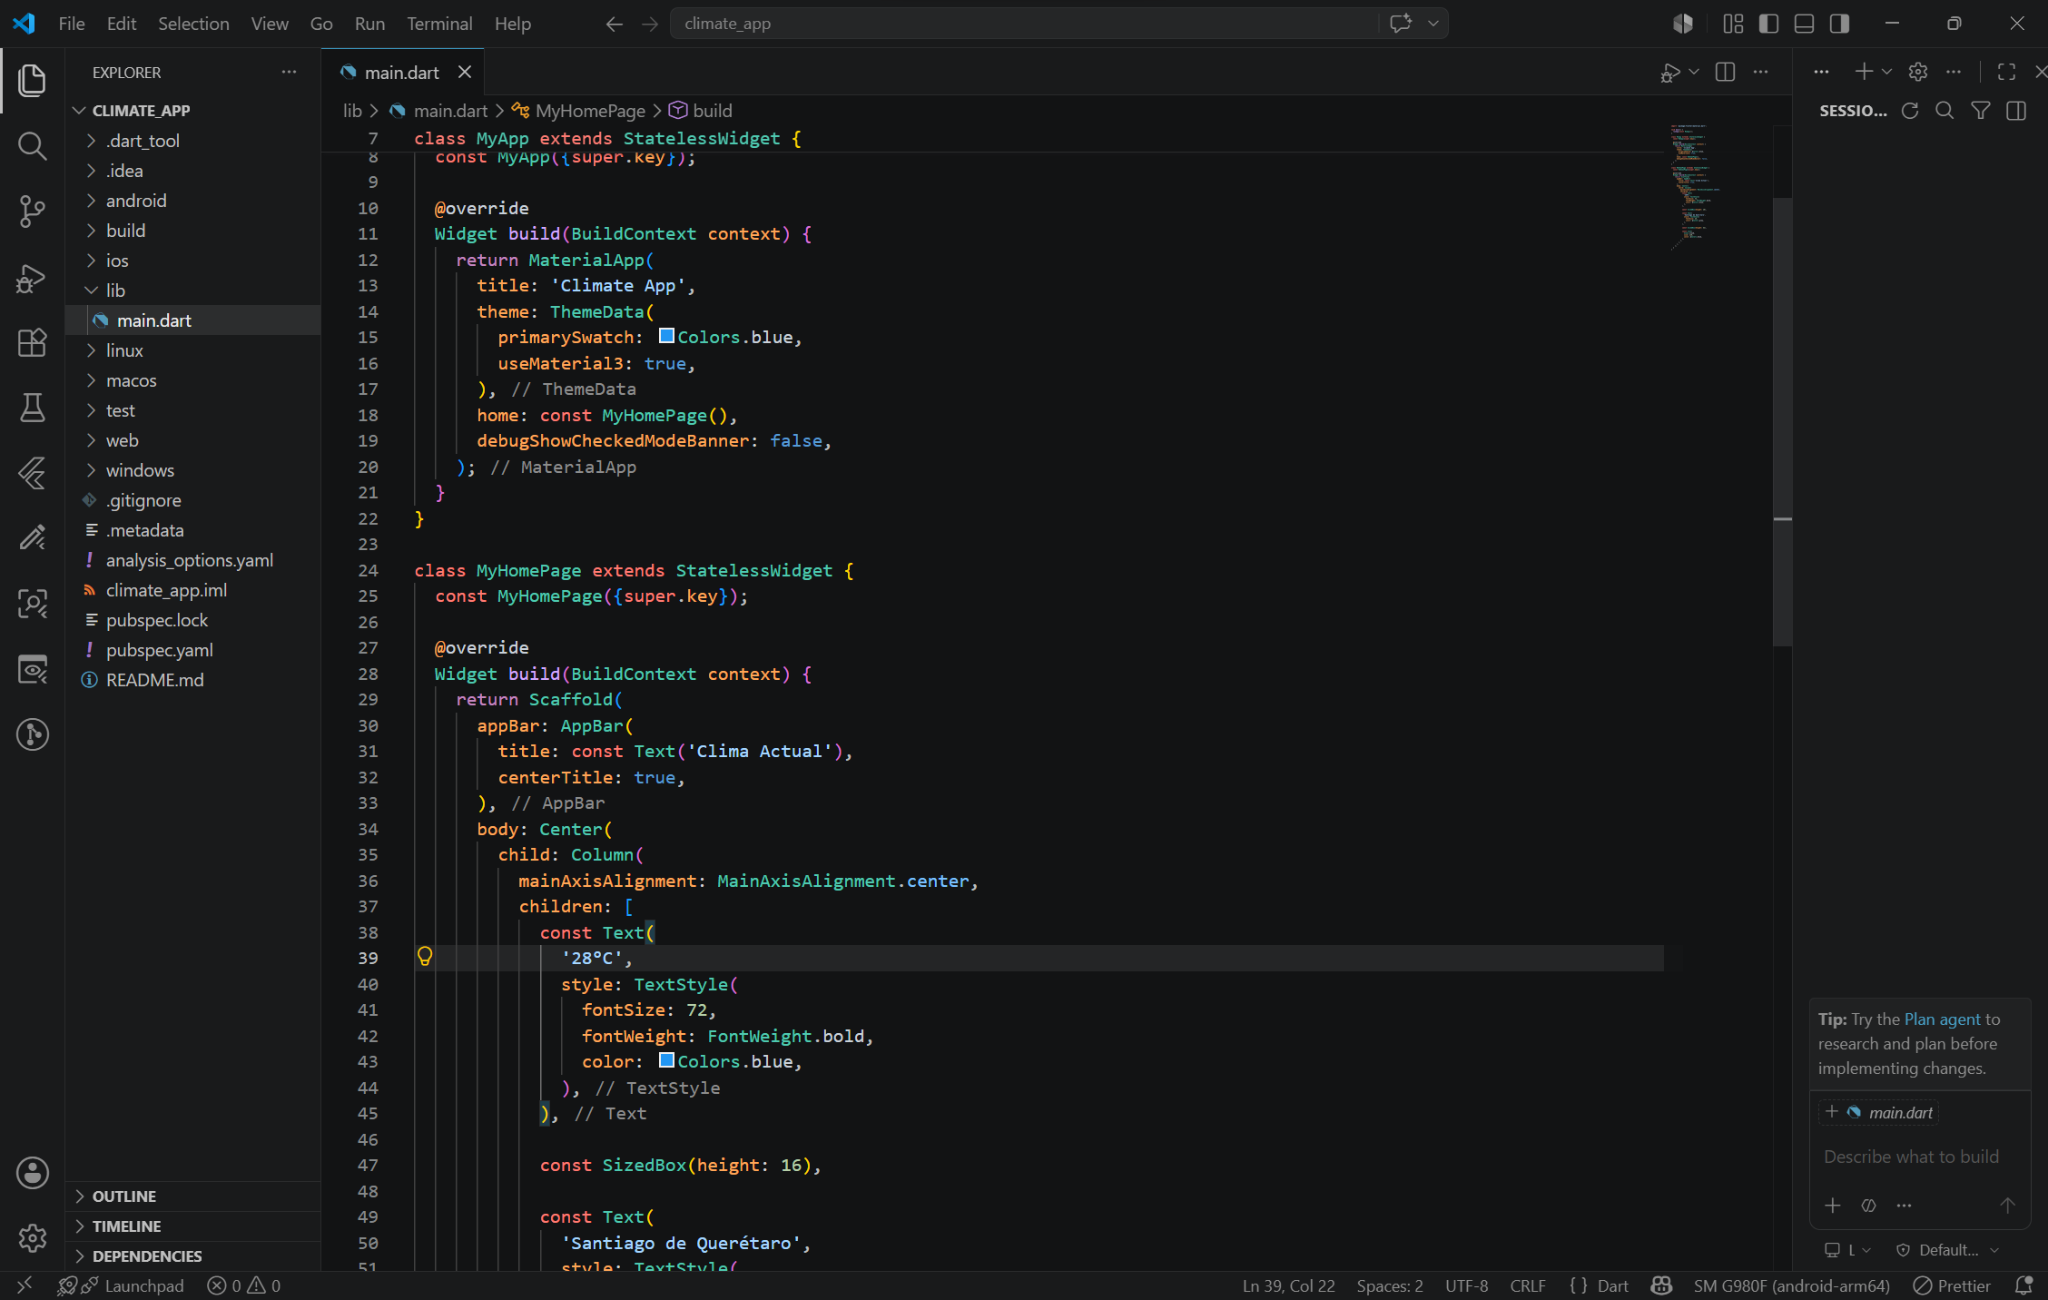 File Edit Selection View Go Run Terminal Help
climate_app
EXPLORER
CLIMATE_APP
.dart_tool
.idea
android
build
ios
lib
main.dart
linux
macos
test
web
windows
.gitignore
.metadata
analysis_options.yaml
climate_app.iml
pubspec.lock
pubspec.yaml
README.md
OUTLINE
TIMELINE
DEPENDENCIES
main.dart
lib > main.dart > MyHomePage > build
7 class MyApp extends StatelessWidget {
8 const MyApp({super.key});
9
10 @override
11 Widget build(BuildContext context) {
12 return MaterialApp(
13 title: 'Climate App',
14 theme: ThemeData(
15 primarySwatch: Colors.blue,
16 useMaterial3: true,
17 ), // ThemeData
18 home: const MyHomePage(),
19 debugShowCheckedModeBanner: false,
20 ); // MaterialApp
21 }
22 }
23
24 class MyHomePage extends StatelessWidget {
25 const MyHomePage({super.key});
26
27 @override
28 Widget build(BuildContext context) {
29 return Scaffold(
30 appBar: AppBar(
31 title: const Text('Clima Actual'),
32 centerTitle: true,
33 ), // AppBar
34 body: Center(
35 child: Column(
36 mainAxisAlignment: MainAxisAlignment.center,
37 children: [
38 const Text(
39 '28°C',
40 style: TextStyle(
41 fontSize: 72,
42 fontWeight: FontWeight.bold,
43 color: Colors.blue,
44 ), // TextStyle
45 ), // Text
46
47 const SizedBox(height: 16),
48
49 const Text(
50 'Santiago de Querétaro',
51 style: TextStyle(
SESSIO...
Tip: Try the Plan agent to
research and plan before
implementing changes.
main.dart
Describe what to build
L
Default...
Launchpad 0 0
Ln 39, Col 22 Spaces: 2 UTF-8 CRLF {} Dart SM G980F (android-arm64) Prettier